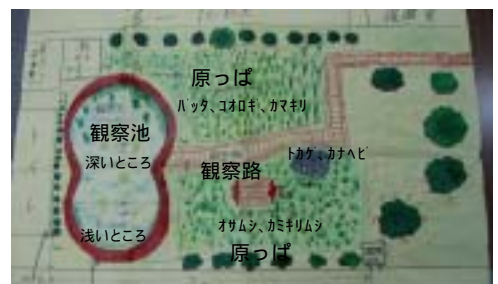 原っぱ
ﾊﾞｯﾀ、ｺｵﾛｷﾞ、ｶﾏｷﾘ
観察池
深いところ
ﾄｶｹﾞ、ｶﾅﾍﾋﾞ
観察路
ｵｻﾑｼ、ｶﾐｷﾘﾑｼ
浅いところ
原っぱ